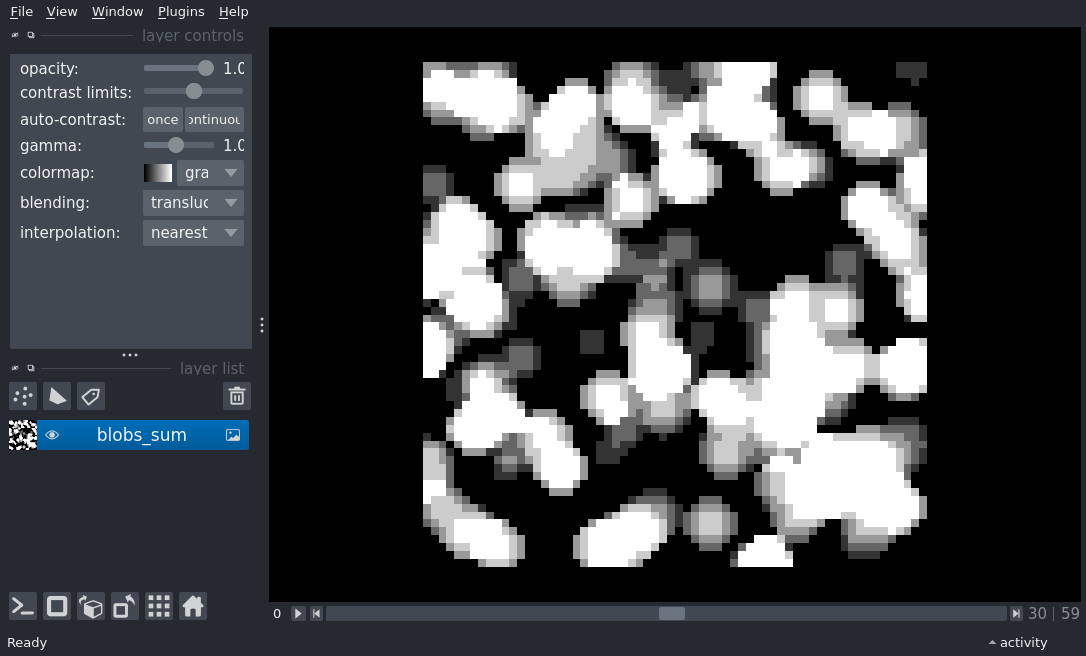 File View Window Plugins Help
layer controls
opacity: 1.0
contrast limits:
auto-contrast: once ontinuou
gamma: 1.0
colormap: gra
blending: transluc
interpolation: nearest
layer list
blobs_sum
0 30 | 59
Ready activity